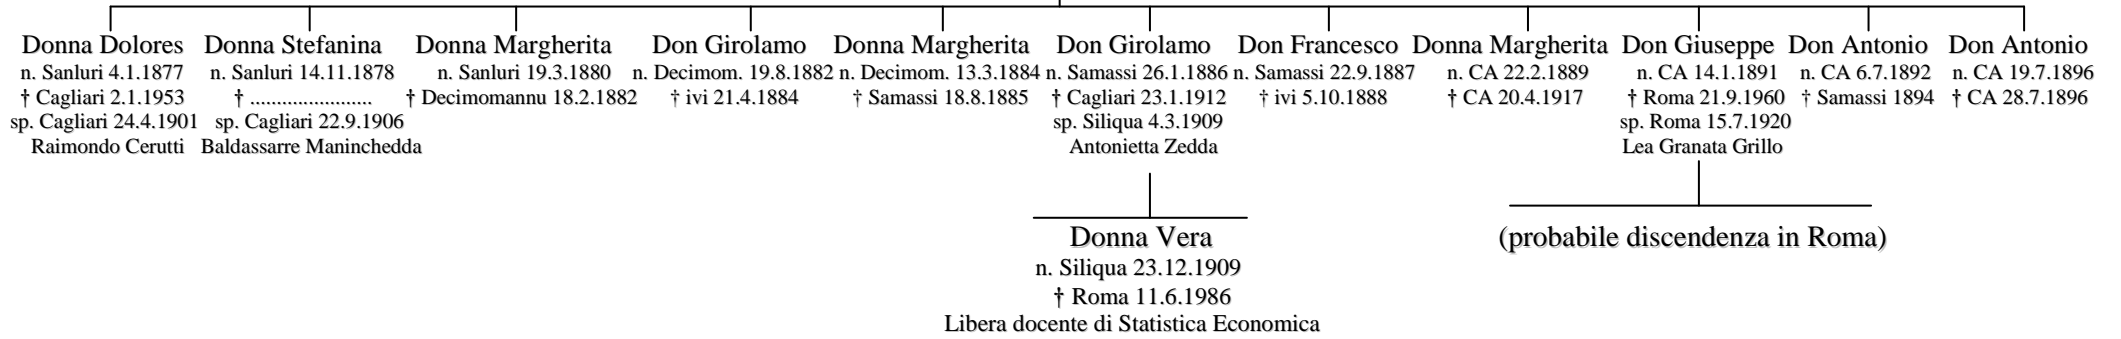 Donna Dolores
n. Sanluri 4.1.1877
† Cagliari 2.1.1953
sp. Cagliari 24.4.1901
Raimondo Cerutti
Donna Stefanina
n. Sanluri 14.11.1878
† .......................
sp. Cagliari 22.9.1906
Baldassarre Maninchedda
Donna Margherita
n. Sanluri 19.3.1880
† Decimomannu 18.2.1882
Don Girolamo
n. Decimom. 19.8.1882
† ivi 21.4.1884
Donna Margherita
n. Decimom. 13.3.1884
† Samassi 18.8.1885
Don Girolamo
n. Samassi 26.1.1886
† Cagliari 23.1.1912
sp. Siliqua 4.3.1909
Antonietta Zedda
Don Francesco
n. Samassi 22.9.1887
† ivi 5.10.1888
Donna Margherita
n. CA 22.2.1889
† CA 20.4.1917
Don Giuseppe
n. CA 14.1.1891
† Roma 21.9.1960
sp. Roma 15.7.1920
Lea Granata Grillo
Don Antonio
n. CA 6.7.1892
† Samassi 1894
Don Antonio
n. CA 19.7.1896
† CA 28.7.1896
Donna Vera
n. Siliqua 23.12.1909
† Roma 11.6.1986
Libera docente di Statistica Economica
(probabile discendenza in Roma)